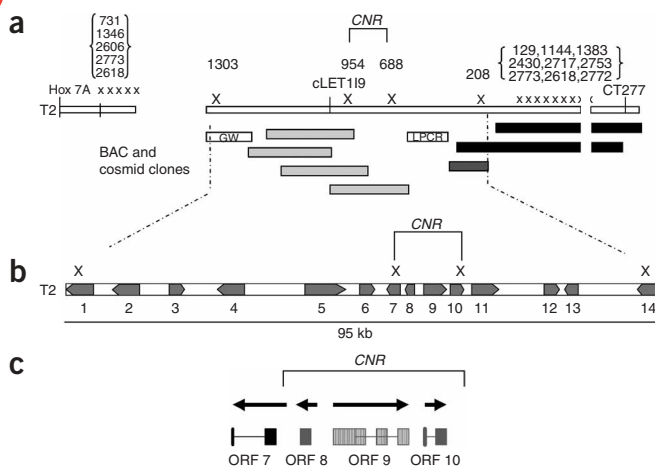 a
CNR
731
1346
2606
2773
2618
1303
954
688
208
129,1144,1383
2430,2717,2753
2773,2618,2772
Hox 7A
x x x x x
cLET1I9
CT277
X
X
X
X
x x x x x x x x
T2
GW
LPCR
BAC and
cosmid clones
CNR
b
X
X
X
X
T2
1 2 3 4 5 6 7 8 9 10 11 12 13 14
95 kb
c
CNR
ORF 7
ORF 8
ORF 9
ORF 10